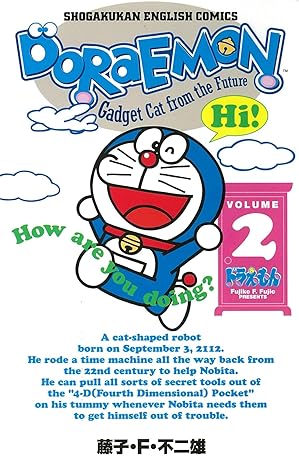 SHOGAKUKAN ENGLISH COMICS
DORAEMON
TM
Gadget Cat from the Future
Hi!
How are you doing?
VOLUME
2
ドラえもん
Fujiko F. Fujio
PRESENTS
A cat-shaped robot
born on September 3, 2112.
He rode a time machine all the way back from
the 22nd century to help Nobita.
He can pull all sorts of secret tools out of
the "4-D(Fourth Dimensional) Pocket"
on his tummy whenever Nobita needs them
to get himself out of trouble.
藤子・F・不二雄